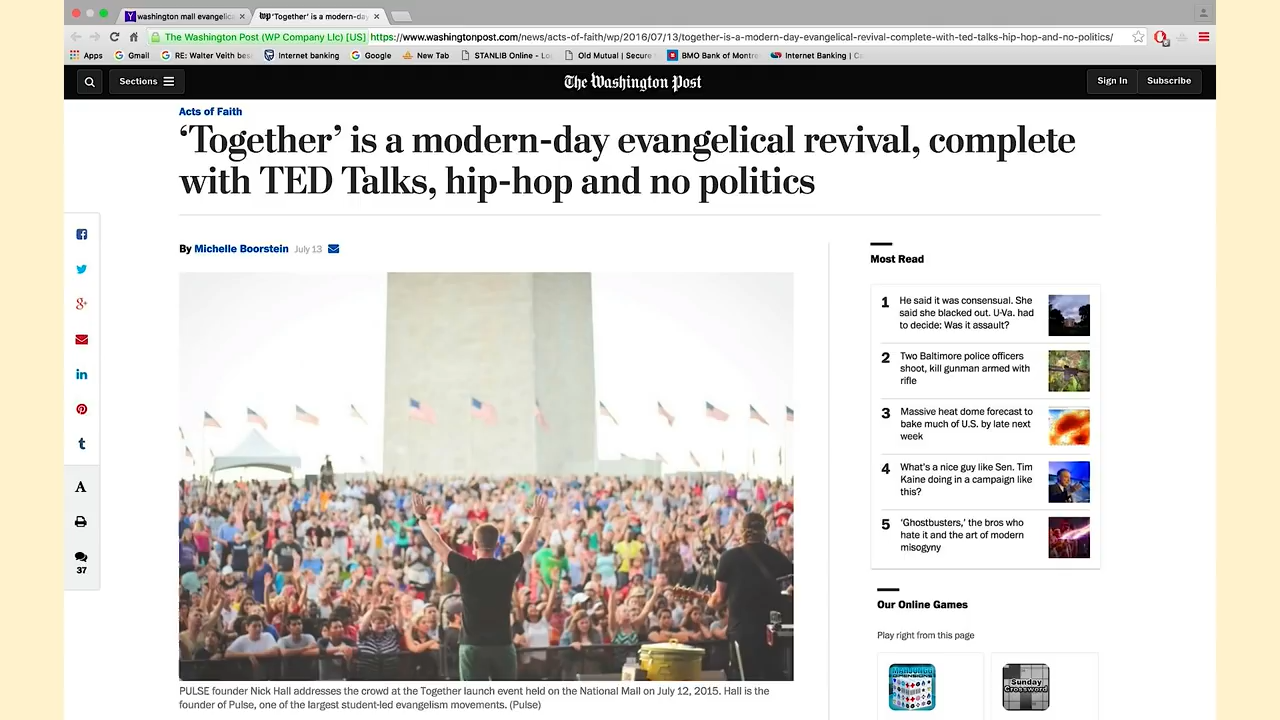 washington mall evangelica
wp 'Together' is a modern-day
The Washington Post (WP Company Llc) [US] https://www.washingtonpost.com/news/acts-of-faith/wp/2016/07/13/together-is-a-modern-day-evangelical-revival-complete-with-ted-talks-hip-hop-and-no-politics/
Apps Gmail RE: Walter Veith bes Internet banking Google New Tab STANLIB Online - Lo Old Mutual | Secure BMO Bank of Montre Internet Banking | Ca
Sections
The Washington Post
Sign In
Subscribe
Acts of Faith
‘Together’ is a modern-day evangelical revival, complete
with TED Talks, hip-hop and no politics
By Michelle Boorstein July 13
37
PULSE founder Nick Hall addresses the crowd at the Together launch event held on the National Mall on July 12, 2015. Hall is the
founder of Pulse, one of the largest student-led evangelism movements. (Pulse)
Most Read
1 He said it was consensual. She
said she blacked out. U-Va. had
to decide: Was it assault?
2 Two Baltimore police officers
shoot, kill gunman armed with
rifle
3 Massive heat dome forecast to
bake much of U.S. by late next
week
4 What’s a nice guy like Sen. Tim
Kaine doing in a campaign like
this?
5 ‘Ghostbusters,’ the bros who
hate it and the art of modern
misogyny
Our Online Games
Play right from this page
Sunday
Crossword